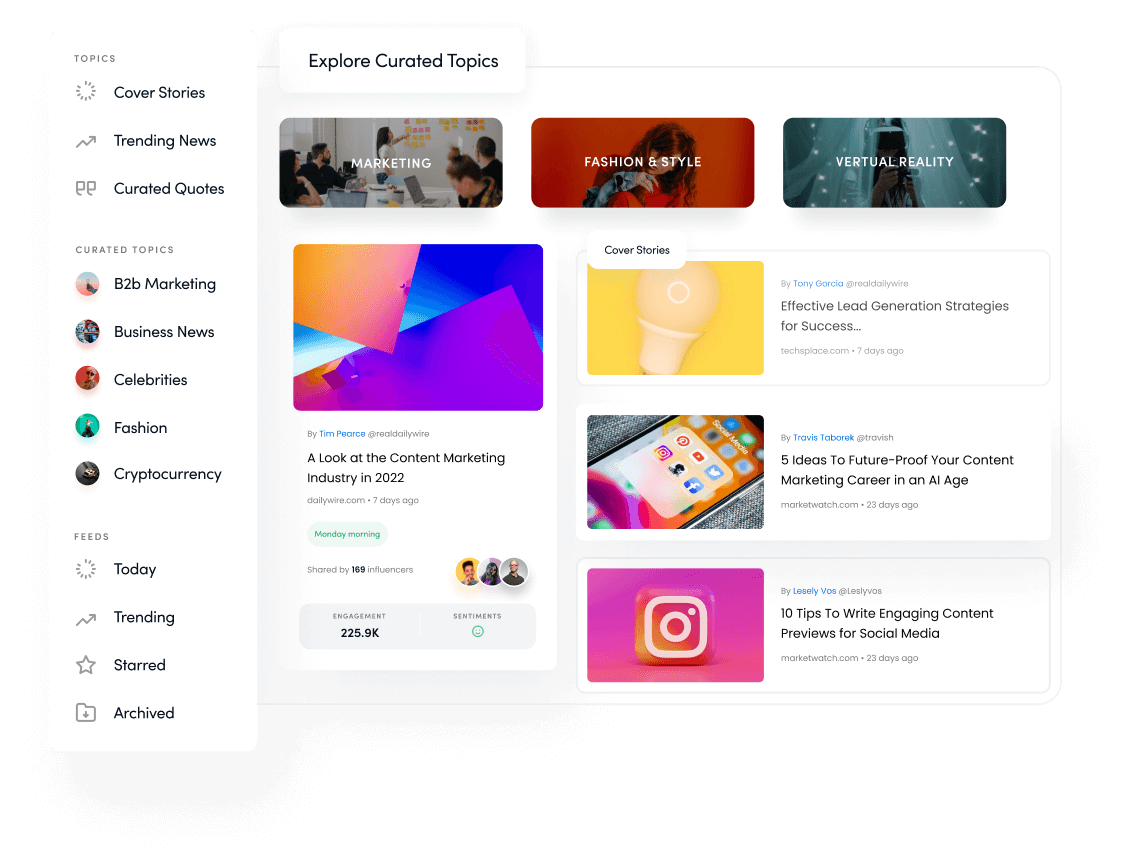 TOPICS
Cover Stories
Trending News
Curated Quotes
CURATED TOPICS
B2b Marketing
Business News
Celebrities
Fashion
Cryptocurrency
FEEDS
Today
Trending
Starred
Archived
Explore Curated Topics
MARKETING
FASHION & STYLE
VERTUAL REALITY
By Tim Pearce @realdailywire
A Look at the Content Marketing
Industry in 2022
dailywire.com • 7 days ago
Monday morning
Shared by 169 influencers
ENGAGEMENT
225.9K
SENTIMENTS
Cover Stories
By Tony Garcia @realdailywire
Effective Lead Generation Strategies
for Success...
techsplace.com • 7 days ago
Social Media
By Travis Taborek @travish
5 Ideas To Future-Proof Your Content
Marketing Career in an AI Age
marketwatch.com • 23 days ago
By Lesely Vos @Leslyvos
10 Tips To Write Engaging Content
Previews for Social Media
marketwatch.com • 23 days ago